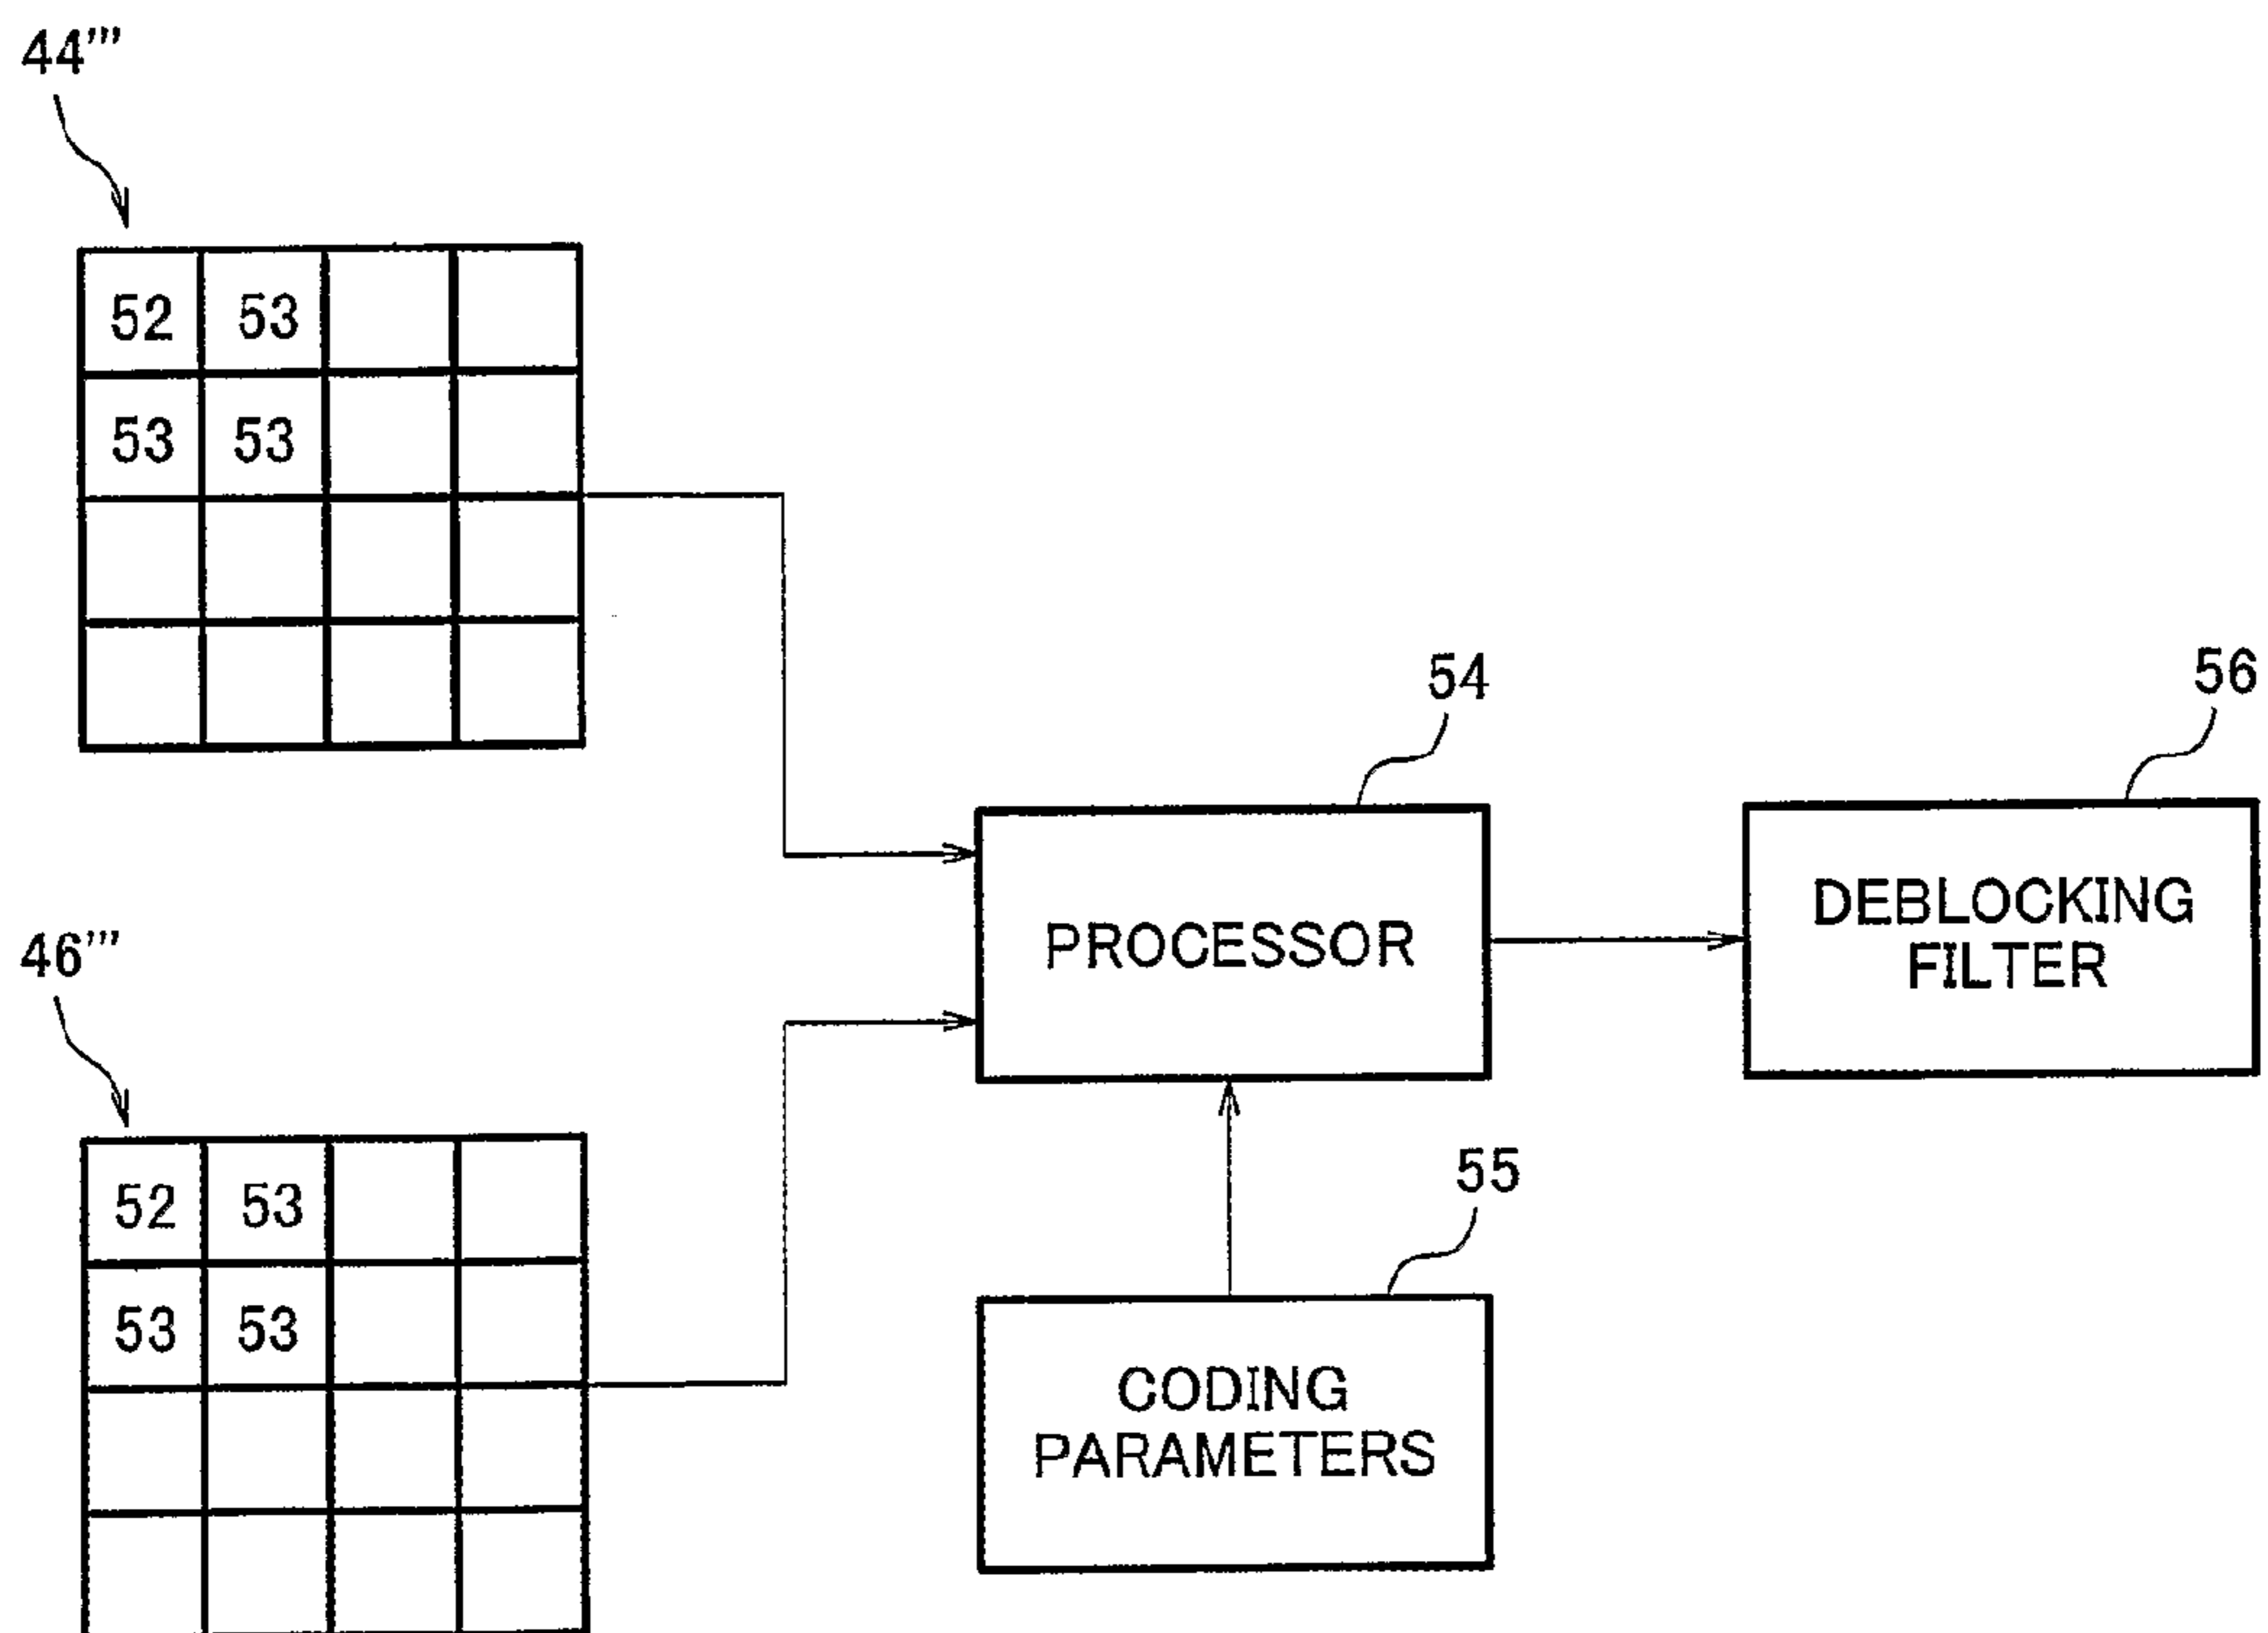 44'''
52 53
53 53
54
56
PROCESSOR
DEBLOCKING
FILTER
46'''
52 53
53 53
55
CODING
PARAMETERS